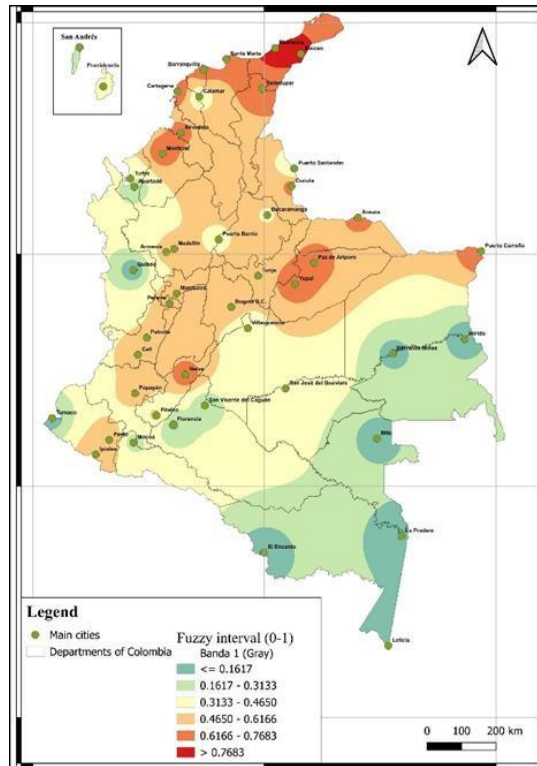 San Andrés
Providencia
Santa Marta
Maicao
Barranquilla
Valledupar
Cartagena
Calamar
Sincelejo
Montería
Puerto Santander
Turbo
Apartadó
Cúcuta
Bucaramanga
Arauca
Puerto Berrio
Puerto Carreño
Armenia
Medellín
Paz de Ariporo
Quibdó
Tunja
Yopal
Manizales
Pereira
Bogotá D.C.
Villavicencio
Palmira
Inírida
Cali
Barranco Minas
Neiva
San José del Guaviare
Popayán
San Vicente del Caguán
Tumaco
Pitalito
Florencia
Pasto
Mocoa
Mitú
Ipiales
La Pradera
El Encanto
Leticia
Legend
Main cities
Departments of Colombia
Fuzzy interval (0-1)
Banda 1 (Gray)
<= 0.1617
0.1617 - 0.3133
0.3133 - 0.4650
0.4650 - 0.6166
0.6166 - 0.7683
> 0.7683
0 100 200 km